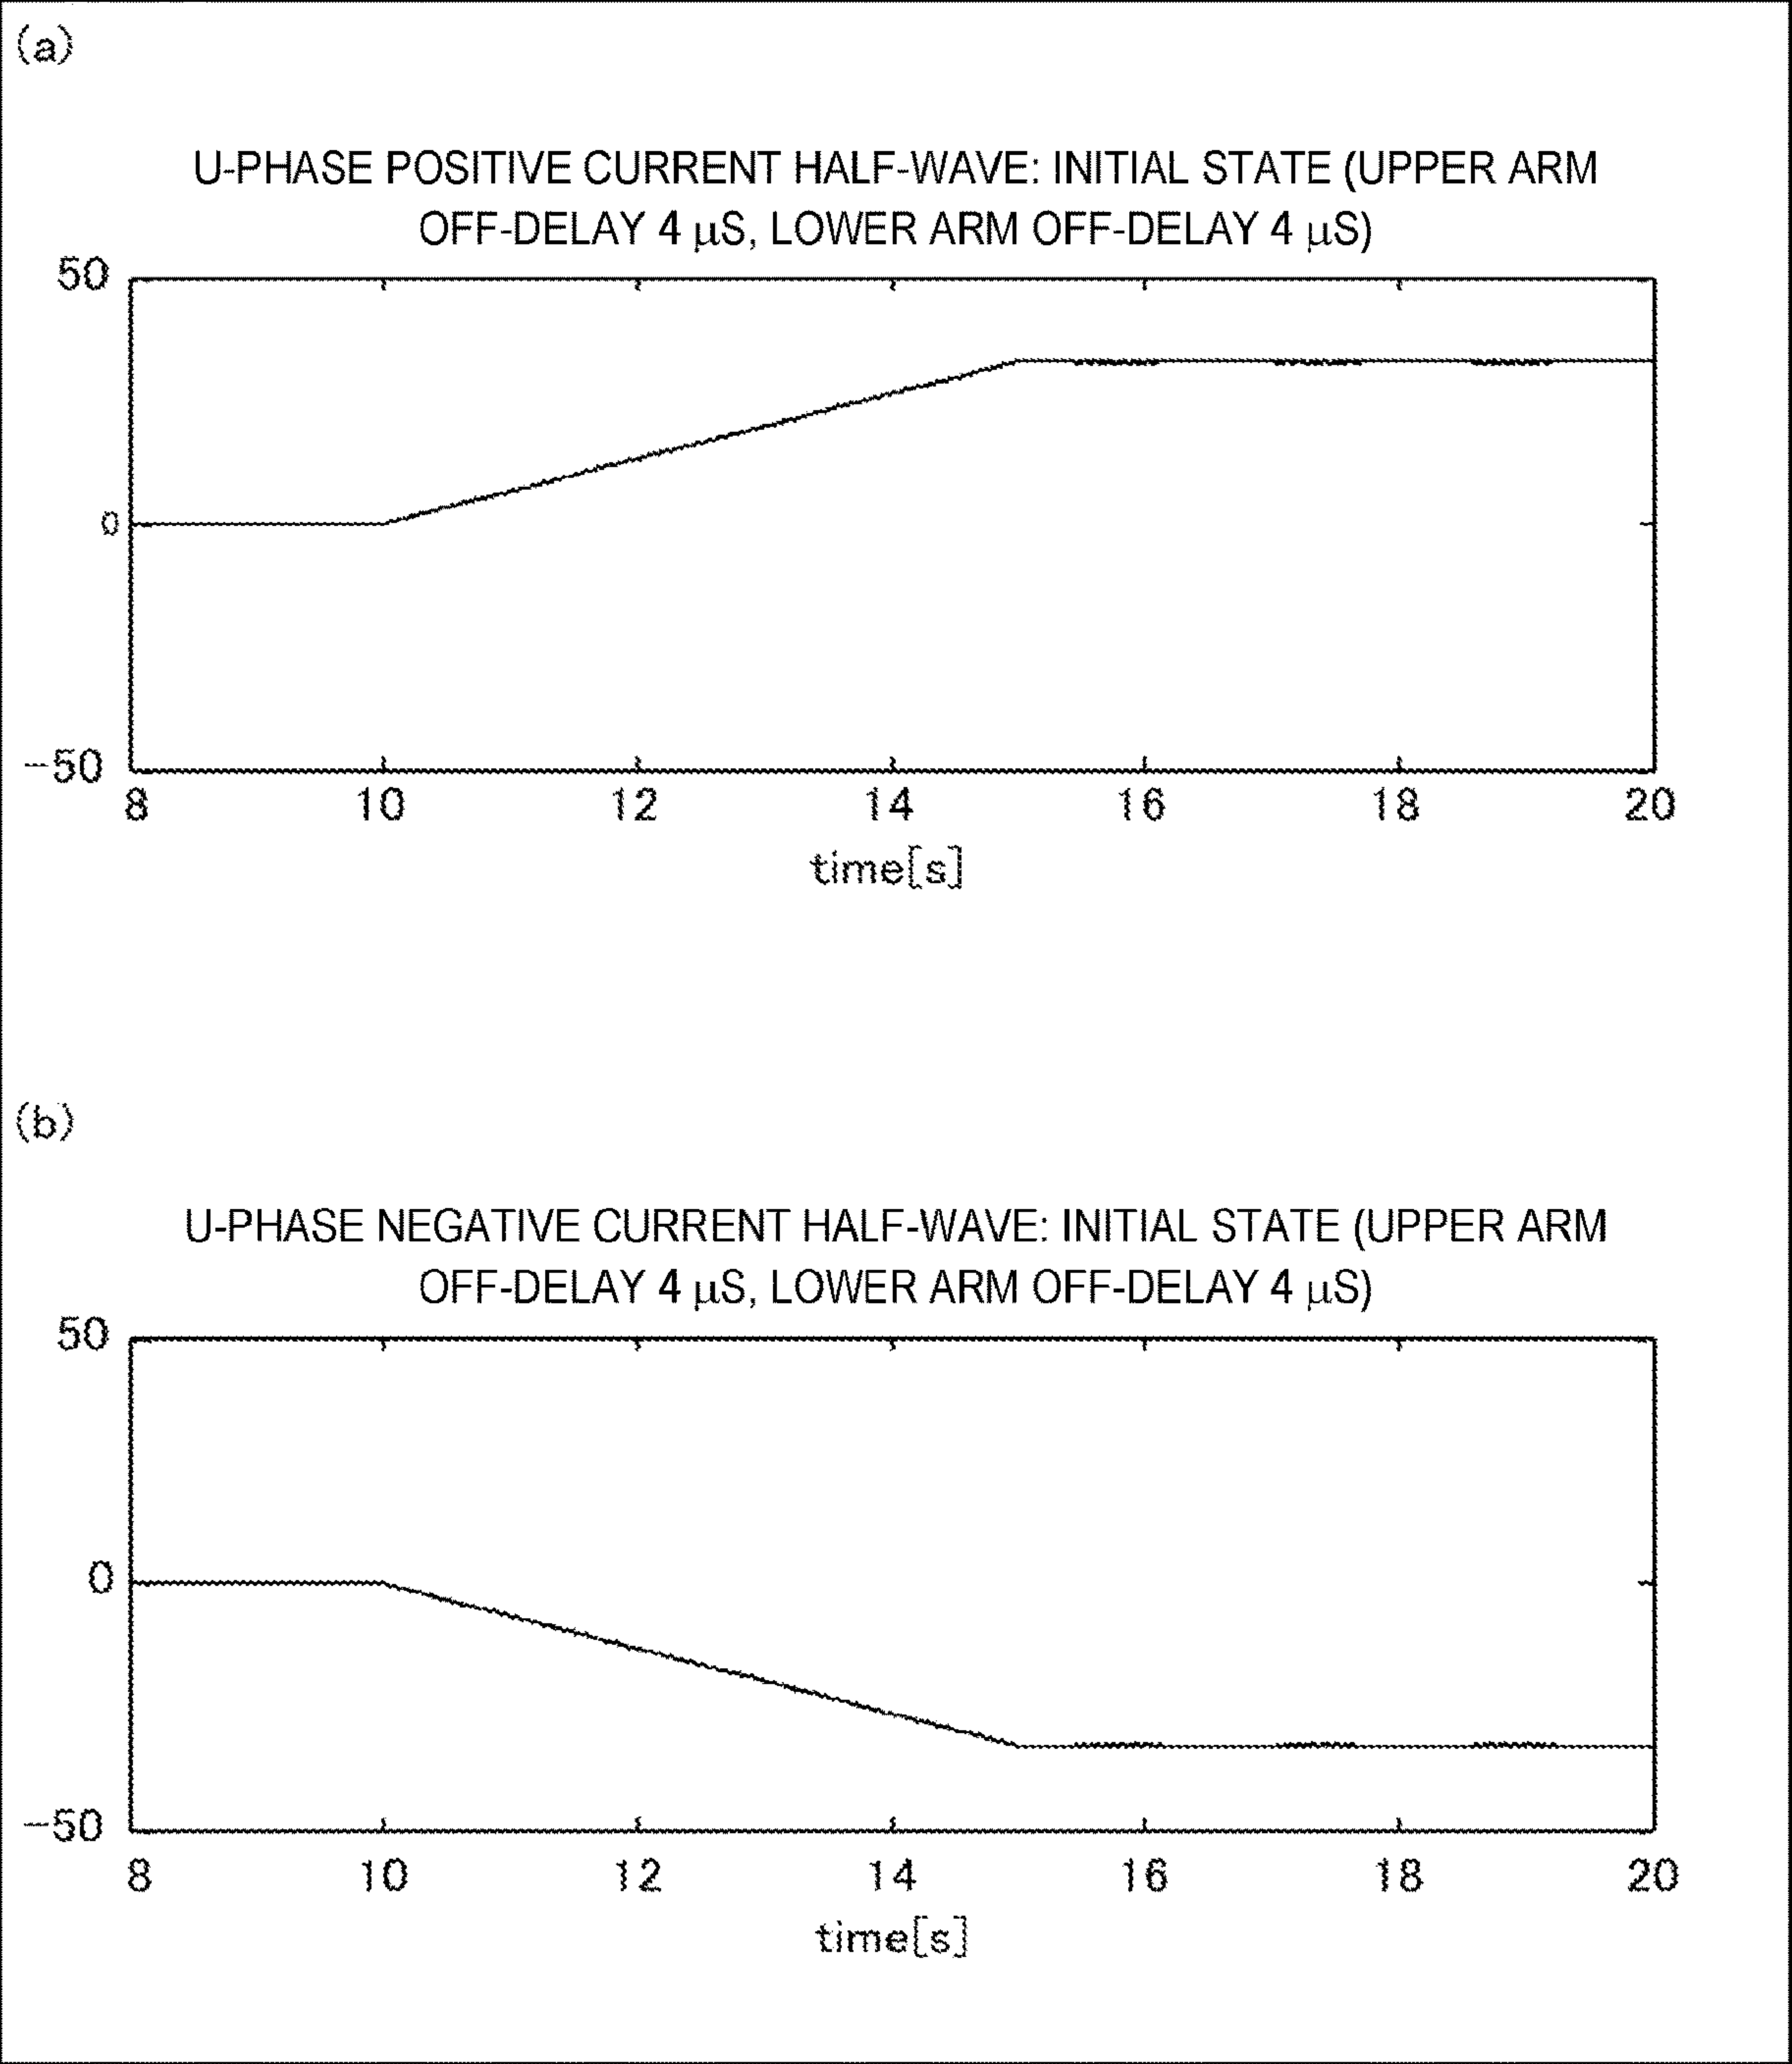 (a)
U-PHASE POSITIVE CURRENT HALF-WAVE: INITIAL STATE (UPPER ARM
OFF-DELAY 4 μS, LOWER ARM OFF-DELAY 4 μS)
50
0
-50
8 10 12 14 16 18 20
time[s]
(b)
U-PHASE NEGATIVE CURRENT HALF-WAVE: INITIAL STATE (UPPER ARM
OFF-DELAY 4 μS, LOWER ARM OFF-DELAY 4 μS)
50
0
-50
8 10 12 14 16 18 20
time[s]